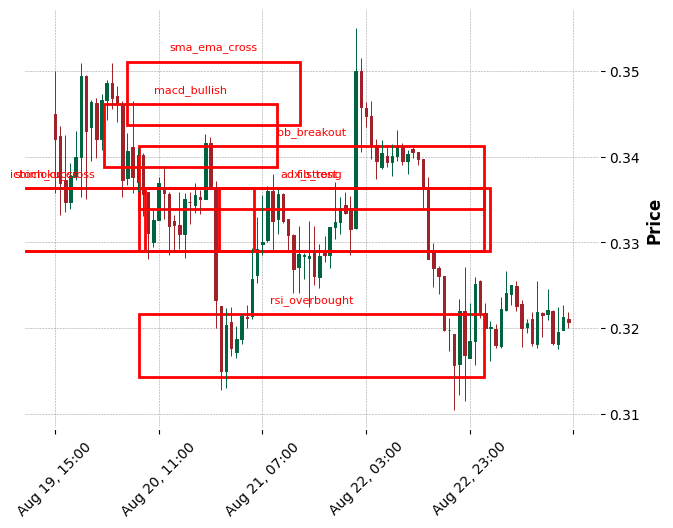 sma_ema_cross
macd_bullish
bb_breakout
rsi_overbought
0.35
0.34
0.33
0.32
0.31
Price
Aug 19, 15:00
Aug 20, 11:00
Aug 21, 07:00
Aug 22, 03:00
Aug 22, 23:00